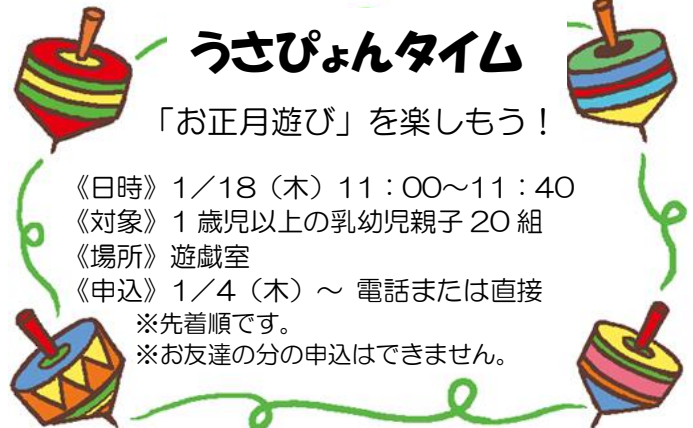 うさぴょんタイム
「お正月遊び」を楽しもう！
《日時》1／18（木）11：00～11：40
《対象》1歳児以上の乳幼児親子20組
《場所》遊戯室
《申込》1／4（木）～ 電話または直接
※先着順です。
※お友達の分の申込はできません。